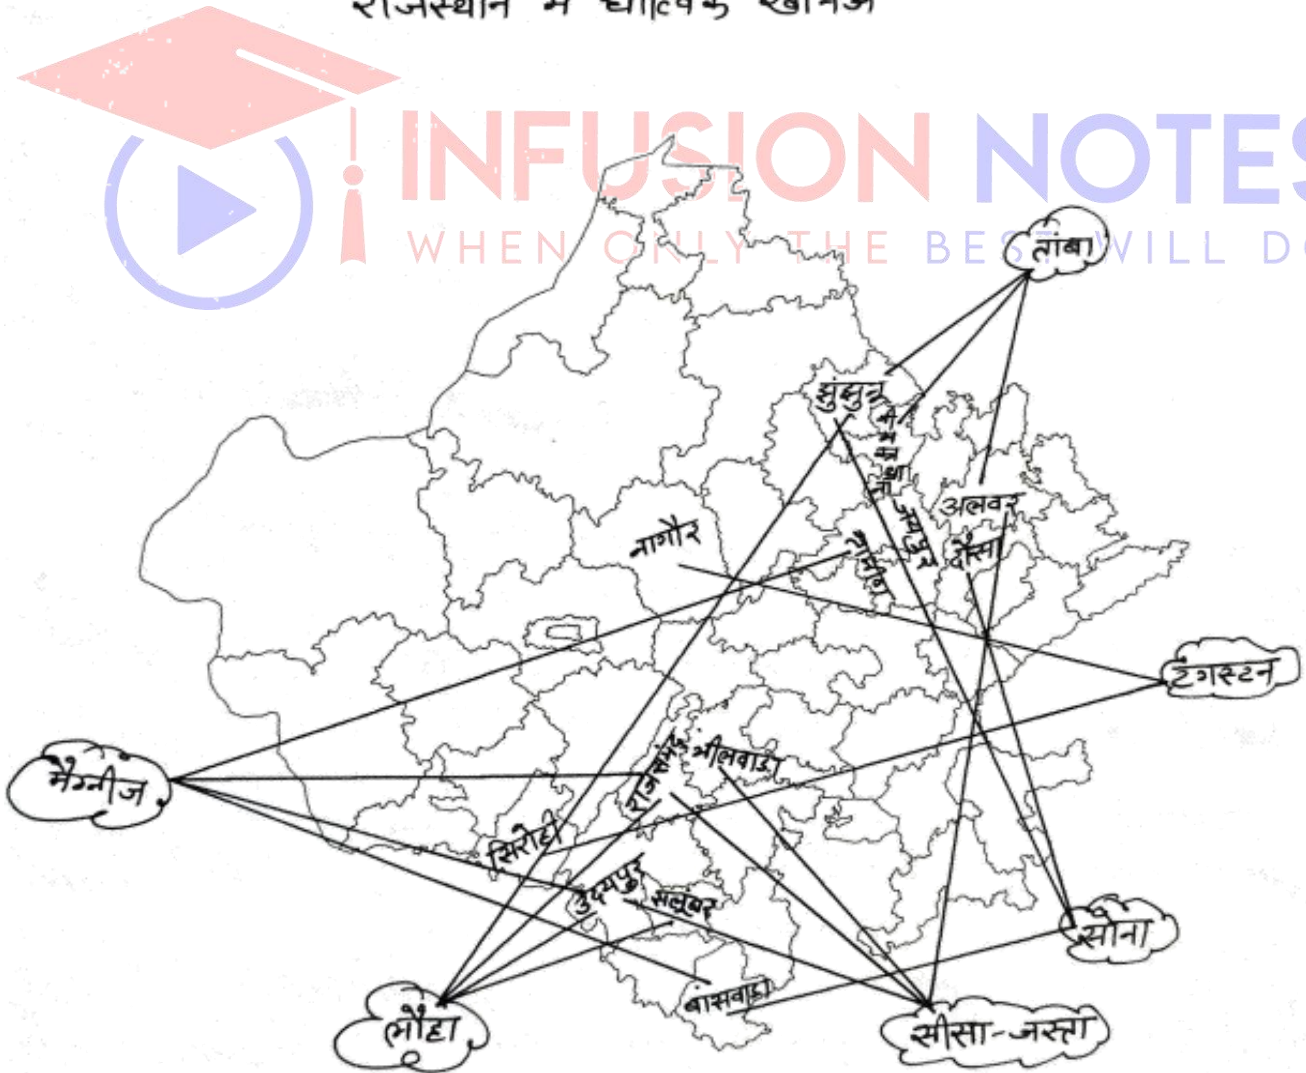 राजस्थान में धात्विक खनिज
INFUSION NOTES
WHEN ONLY THE BEST WILL DO
तांबा
झुंझुनू
नीमकाथाना
अलवर
जयपुर
दौसा
नागौर
टंगस्टन
राजसमंद
भीलवाडा
मैग्नीज
सिरोही
उदयपुर
सलूंबर
सोना
बांसवाडा
लौहा
सीसा-जस्ता